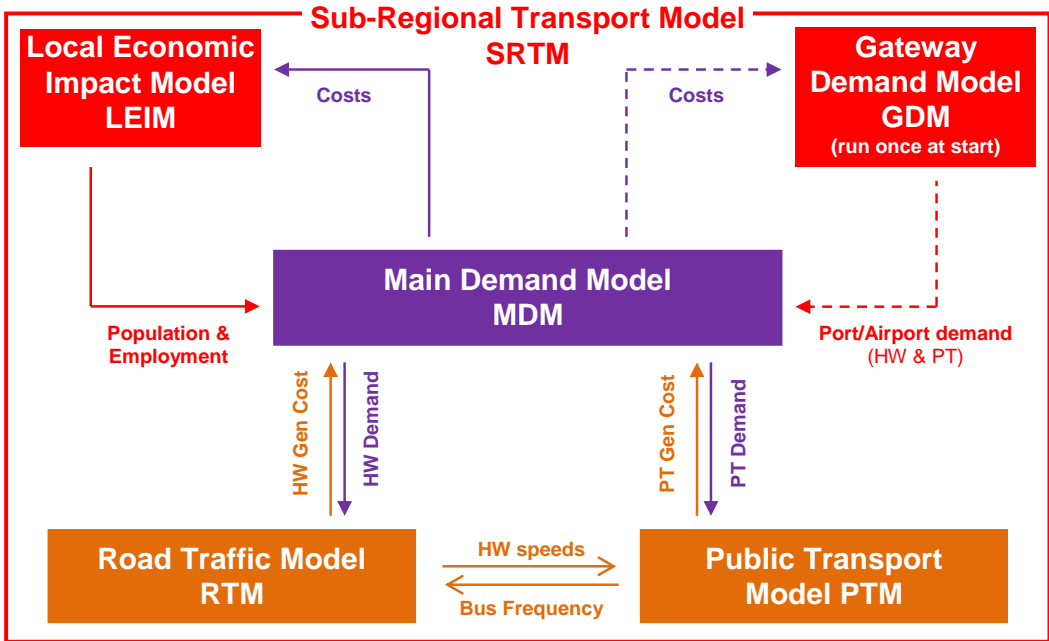 Sub-Regional Transport Model
SRTM
Local Economic
Impact Model
LEIM
Costs
Costs
Gateway
Demand Model
GDM
(run once at start)
Main Demand Model
MDM
Population &
Employment
Port/Airport demand
(HW & PT)
HW Gen Cost
HW Demand
PT Gen Cost
PT Demand
Road Traffic Model
RTM
HW speeds
Bus Frequency
Public Transport
Model PTM